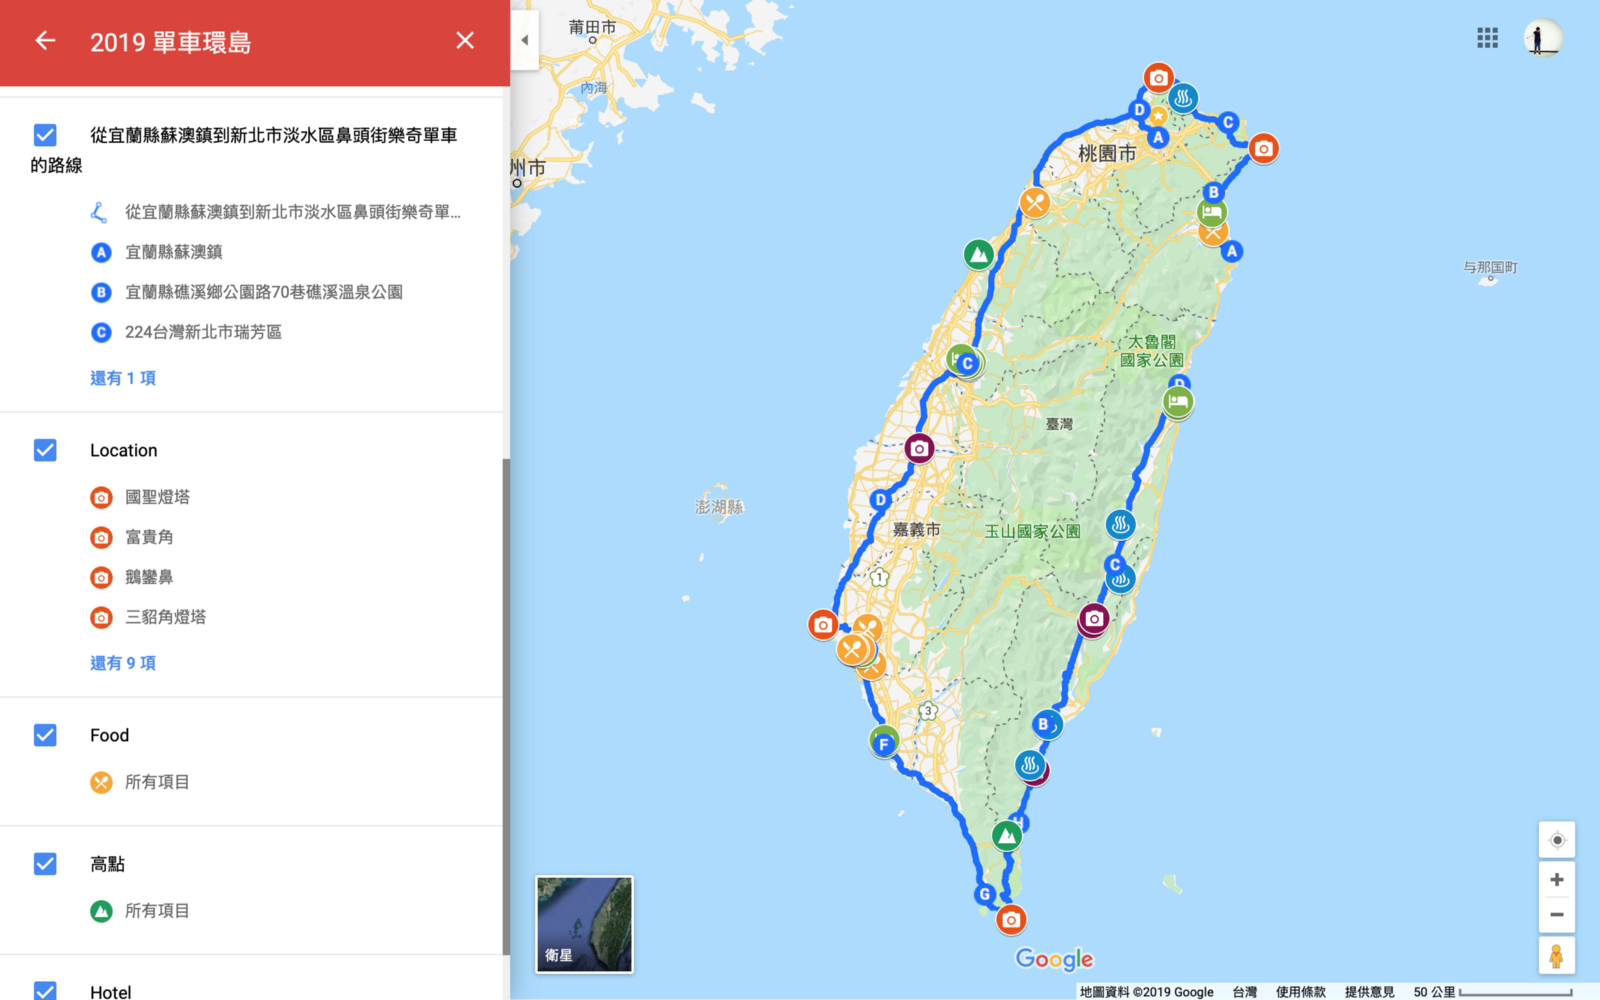 2019 單車環島
從宜蘭縣蘇澳鎮到新北市淡水區鼻頭街樂奇單車
的路線
從宜蘭縣蘇澳鎮到新北市淡水區鼻頭街樂奇單...
A 宜蘭縣蘇澳鎮
B 宜蘭縣礁溪鄉公園路70巷礁溪溫泉公園
C 224台灣新北市瑞芳區
還有 1 項
Location
國聖燈塔
富貴角
鵝鑾鼻
三貂角燈塔
還有 9 項
Food
所有項目
高點
所有項目
Hotel
莆田市
內海
州市
D
A
C
桃園市
B
A
与那国町
太魯閣
國家公園
D
C
臺灣
澎湖縣
D
嘉義市
玉山國家公園
C
1
3
B
F
H
G
衛星
Google
地圖資料 ©2019 Google 台灣 使用條款 提供意見 50 公里